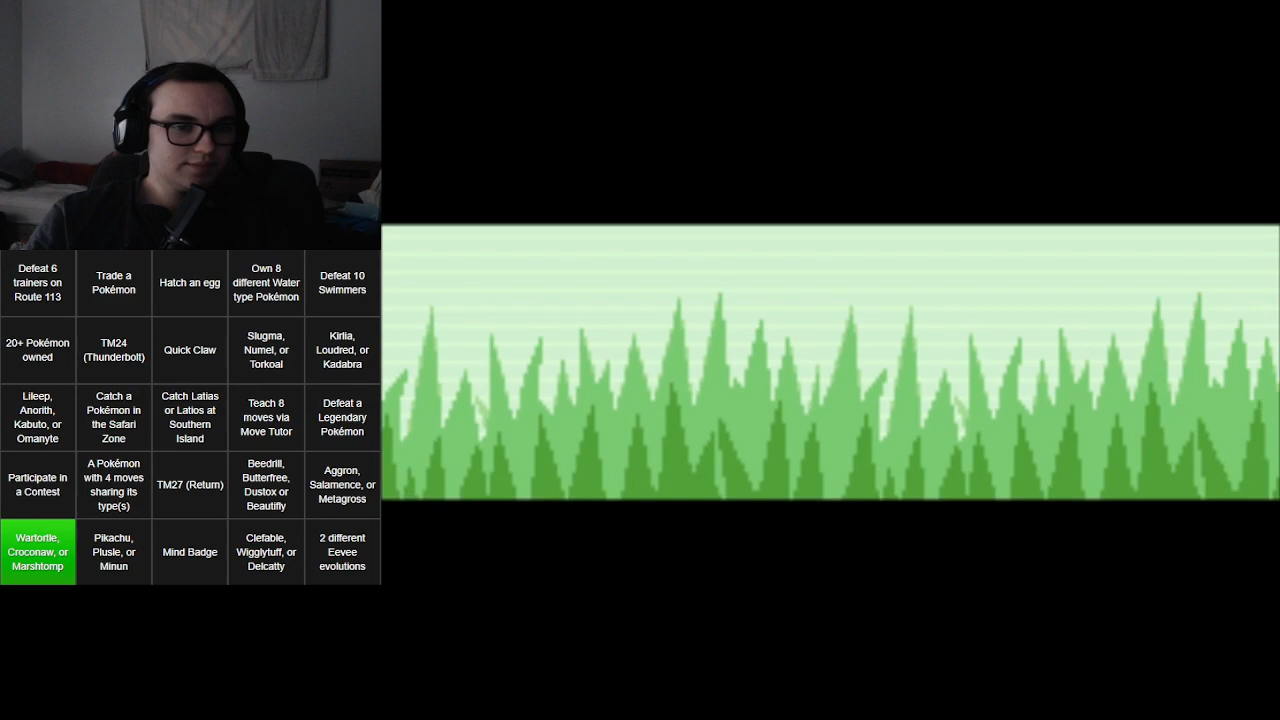 Defeat 6
trainers on
Route 113
Trade a
Pokémon
Hatch an egg
Own 8
different Water
type Pokémon
Defeat 10
Swimmers
20+ Pokémon
owned
TM24
(Thunderbolt)
Quick Claw
Slugma,
Numel, or
Torkoal
Kirlia,
Loudred, or
Kadabra
Lileep,
Anorith,
Kabuto, or
Omanyte
Catch a
Pokémon in
the Safari
Zone
Catch Latias
or Latios at
Southern
Island
Teach 8
moves via
Move Tutor
Defeat a
Legendary
Pokémon
Participate in
a Contest
A Pokémon
with 4 moves
sharing its
type(s)
TM27 (Return)
Beedrill,
Butterfree,
Dustox or
Beautifly
Aggron,
Salamence, or
Metagross
Wartortle,
Croconaw, or
Marshtomp
Pikachu,
Plusle, or
Minun
Mind Badge
Clefable,
Wigglytuff, or
Delcatty
2 different
Eevee
evolutions